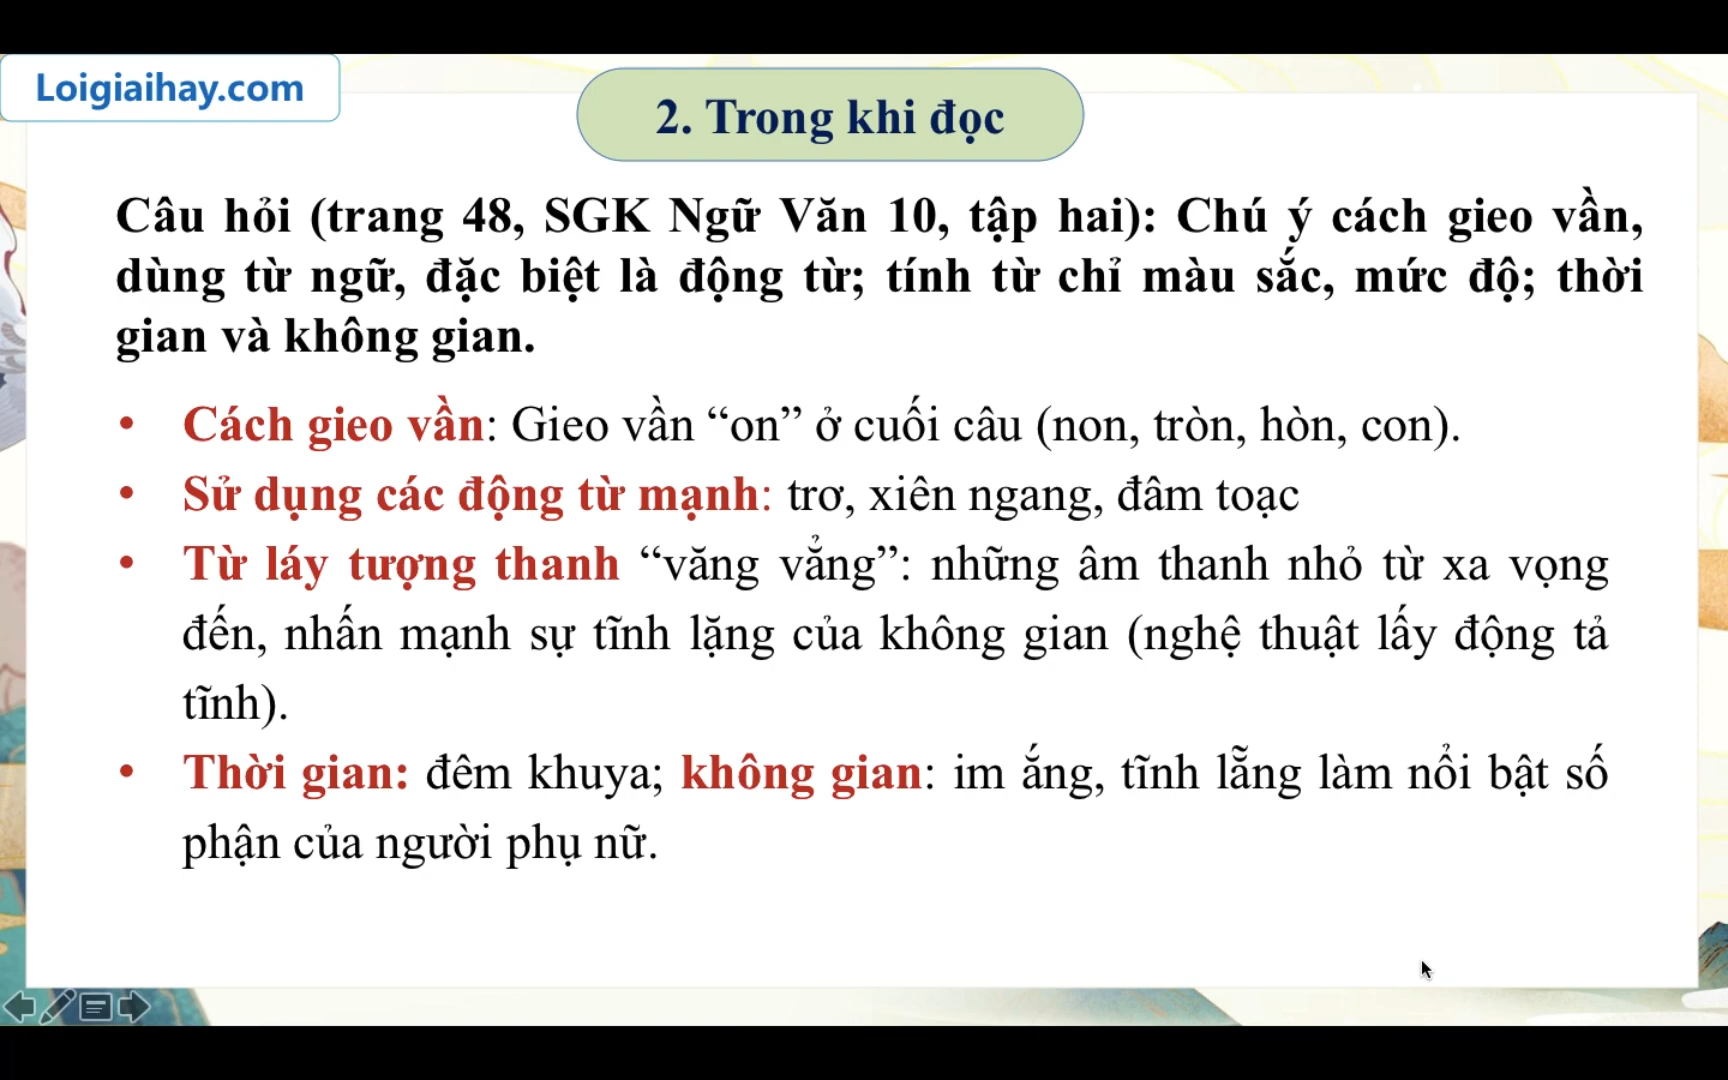 Loigiaihay.com
2. Trong khi đọc
Câu hỏi (trang 48, SGK Ngữ Văn 10, tập hai): Chú ý cách gieo vần,
dùng từ ngữ, đặc biệt là động từ; tính từ chỉ màu sắc, mức độ; thời
gian và không gian.
• Cách gieo vần: Gieo vần “on” ở cuối câu (non, tròn, hòn, con).
• Sử dụng các động từ mạnh: trơ, xiên ngang, đâm toạc
• Từ láy tượng thanh “văng vẳng”: những âm thanh nhỏ từ xa vọng
đến, nhấn mạnh sự tĩnh lặng của không gian (nghệ thuật lấy động tả
tĩnh).
• Thời gian: đêm khuya; không gian: im ắng, tĩnh lẵng làm nổi bật số
phận của người phụ nữ.